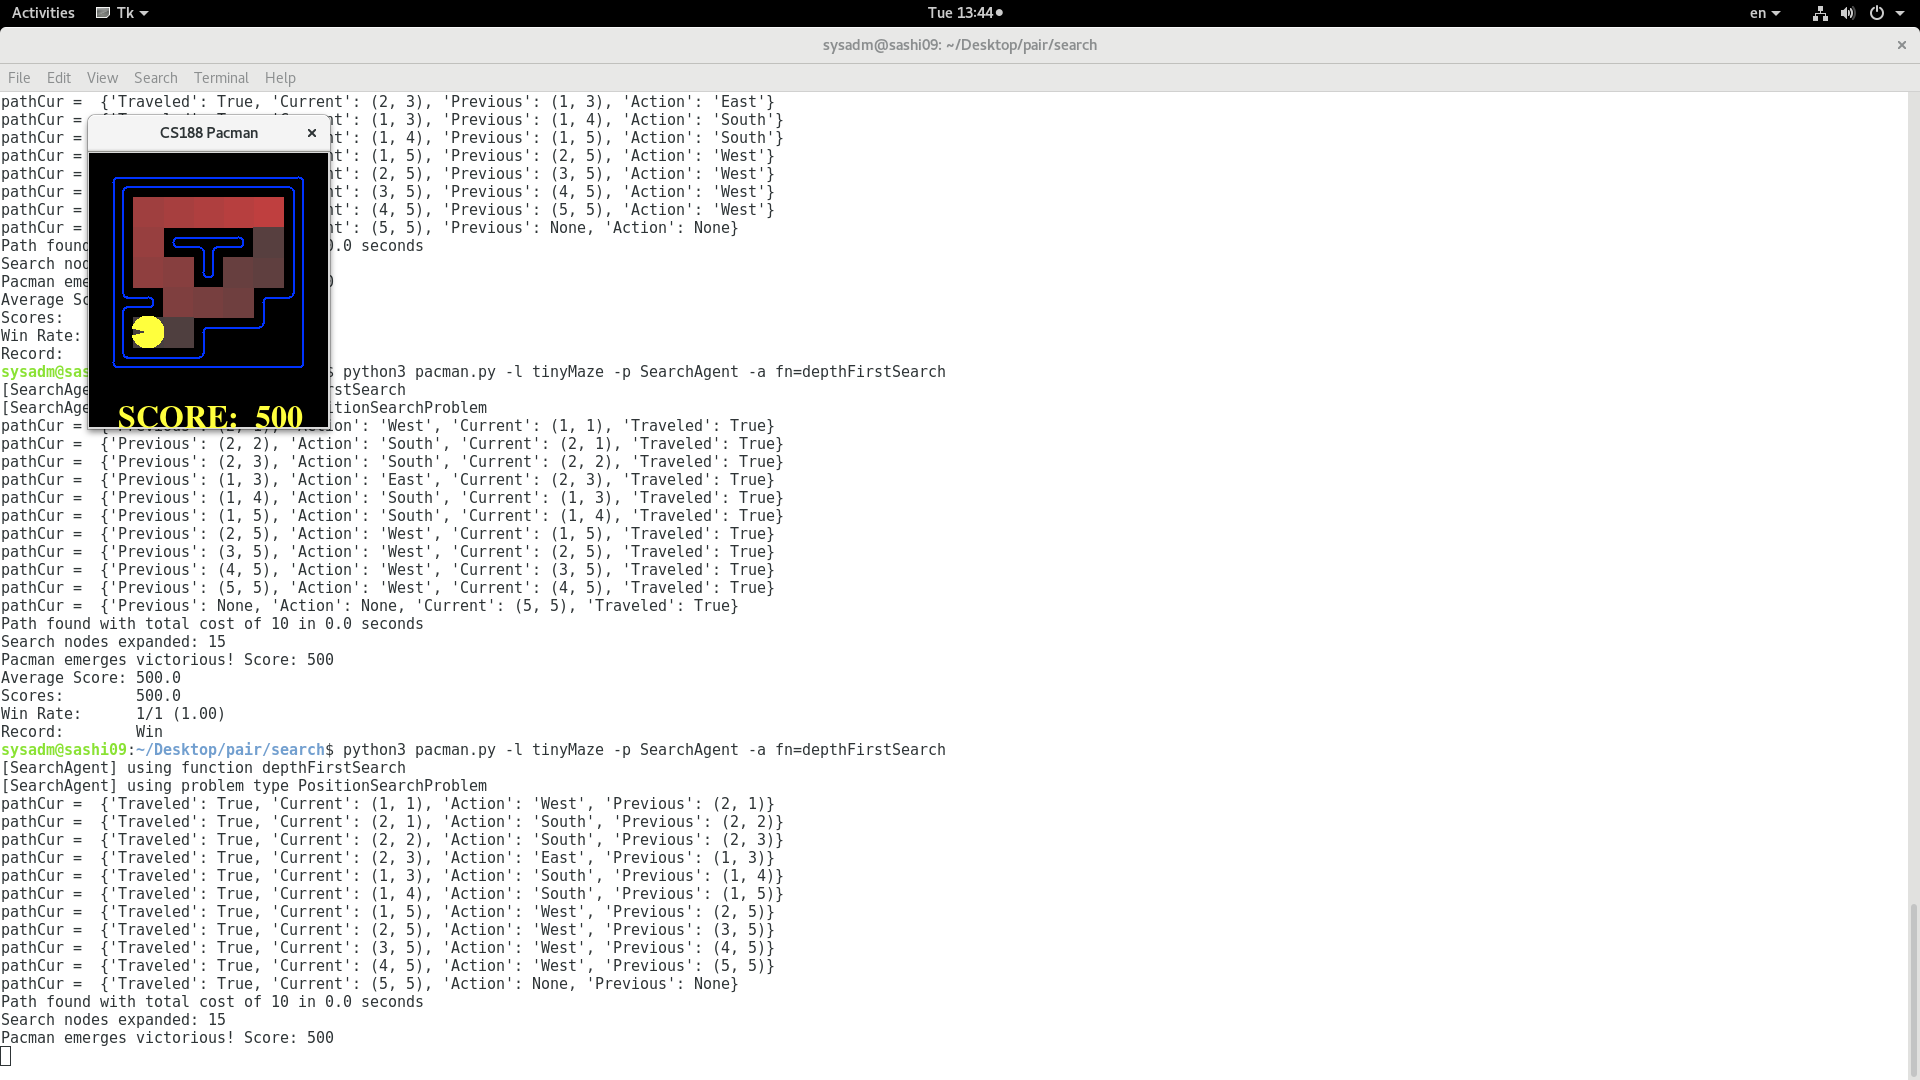 Activities Tk Tue 13:44 en
sysadm@sashi09: ~/Desktop/pair/search
File Edit View Search Terminal Help
pathCur =  {'Traveled': True, 'Current': (2, 3), 'Previous': (1, 3), 'Action': 'East'}
pathCur = nt': (1, 3), 'Previous': (1, 4), 'Action': 'South'}
CS188 Pacman
pathCur = nt': (1, 4), 'Previous': (1, 5), 'Action': 'South'}
pathCur = nt': (1, 5), 'Previous': (2, 5), 'Action': 'West'}
pathCur = nt': (2, 5), 'Previous': (3, 5), 'Action': 'West'}
pathCur = nt': (3, 5), 'Previous': (4, 5), 'Action': 'West'}
pathCur = nt': (4, 5), 'Previous': (5, 5), 'Action': 'West'}
pathCur = nt': (5, 5), 'Previous': None, 'Action': None}
Path foun .0 seconds
Search no
Pacman eme
Average Sc
Scores:
Win Rate:
Record:
sysadm@sas $ python3 pacman.py -l tinyMaze -p SearchAgent -a fn=depthFirstSearch
[SearchAge rstSearch
[SearchAge itionSearchProblem
SCORE: 500
pathCur = 'Action': 'West', 'Current': (1, 1), 'Traveled': True}
pathCur =  {'Previous': (2, 2), 'Action': 'South', 'Current': (2, 1), 'Traveled': True}
pathCur =  {'Previous': (2, 3), 'Action': 'South', 'Current': (2, 2), 'Traveled': True}
pathCur =  {'Previous': (1, 3), 'Action': 'East', 'Current': (2, 3), 'Traveled': True}
pathCur =  {'Previous': (1, 4), 'Action': 'South', 'Current': (1, 3), 'Traveled': True}
pathCur =  {'Previous': (1, 5), 'Action': 'South', 'Current': (1, 4), 'Traveled': True}
pathCur =  {'Previous': (2, 5), 'Action': 'West', 'Current': (1, 5), 'Traveled': True}
pathCur =  {'Previous': (3, 5), 'Action': 'West', 'Current': (2, 5), 'Traveled': True}
pathCur =  {'Previous': (4, 5), 'Action': 'West', 'Current': (3, 5), 'Traveled': True}
pathCur =  {'Previous': (5, 5), 'Action': 'West', 'Current': (4, 5), 'Traveled': True}
pathCur =  {'Previous': None, 'Action': None, 'Current': (5, 5), 'Traveled': True}
Path found with total cost of 10 in 0.0 seconds
Search nodes expanded: 15
Pacman emerges victorious! Score: 500
Average Score: 500.0
Scores:        500.0
Win Rate:      1/1 (1.00)
Record:        Win
sysadm@sashi09:~/Desktop/pair/search$ python3 pacman.py -l tinyMaze -p SearchAgent -a fn=depthFirstSearch
[SearchAgent] using function depthFirstSearch
[SearchAgent] using problem type PositionSearchProblem
pathCur =  {'Traveled': True, 'Current': (1, 1), 'Action': 'West', 'Previous': (2, 1)}
pathCur =  {'Traveled': True, 'Current': (2, 1), 'Action': 'South', 'Previous': (2, 2)}
pathCur =  {'Traveled': True, 'Current': (2, 2), 'Action': 'South', 'Previous': (2, 3)}
pathCur =  {'Traveled': True, 'Current': (2, 3), 'Action': 'East', 'Previous': (1, 3)}
pathCur =  {'Traveled': True, 'Current': (1, 3), 'Action': 'South', 'Previous': (1, 4)}
pathCur =  {'Traveled': True, 'Current': (1, 4), 'Action': 'South', 'Previous': (1, 5)}
pathCur =  {'Traveled': True, 'Current': (1, 5), 'Action': 'West', 'Previous': (2, 5)}
pathCur =  {'Traveled': True, 'Current': (2, 5), 'Action': 'West', 'Previous': (3, 5)}
pathCur =  {'Traveled': True, 'Current': (3, 5), 'Action': 'West', 'Previous': (4, 5)}
pathCur =  {'Traveled': True, 'Current': (4, 5), 'Action': 'West', 'Previous': (5, 5)}
pathCur =  {'Traveled': True, 'Current': (5, 5), 'Action': None, 'Previous': None}
Path found with total cost of 10 in 0.0 seconds
Search nodes expanded: 15
Pacman emerges victorious! Score: 500